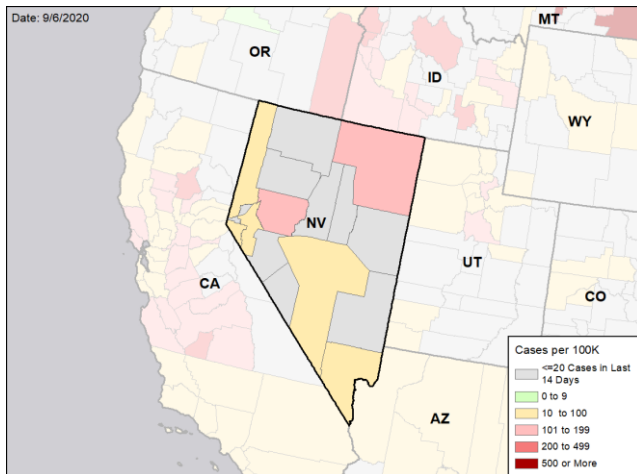 Date: 9/6/2020
MT
OR
ID
WY
NV
UT
CA
CO
AZ
Cases per 100K
<=20 Cases in Last
14 Days
0 to 9
10 to 100
101 to 199
200 to 499
500 or More